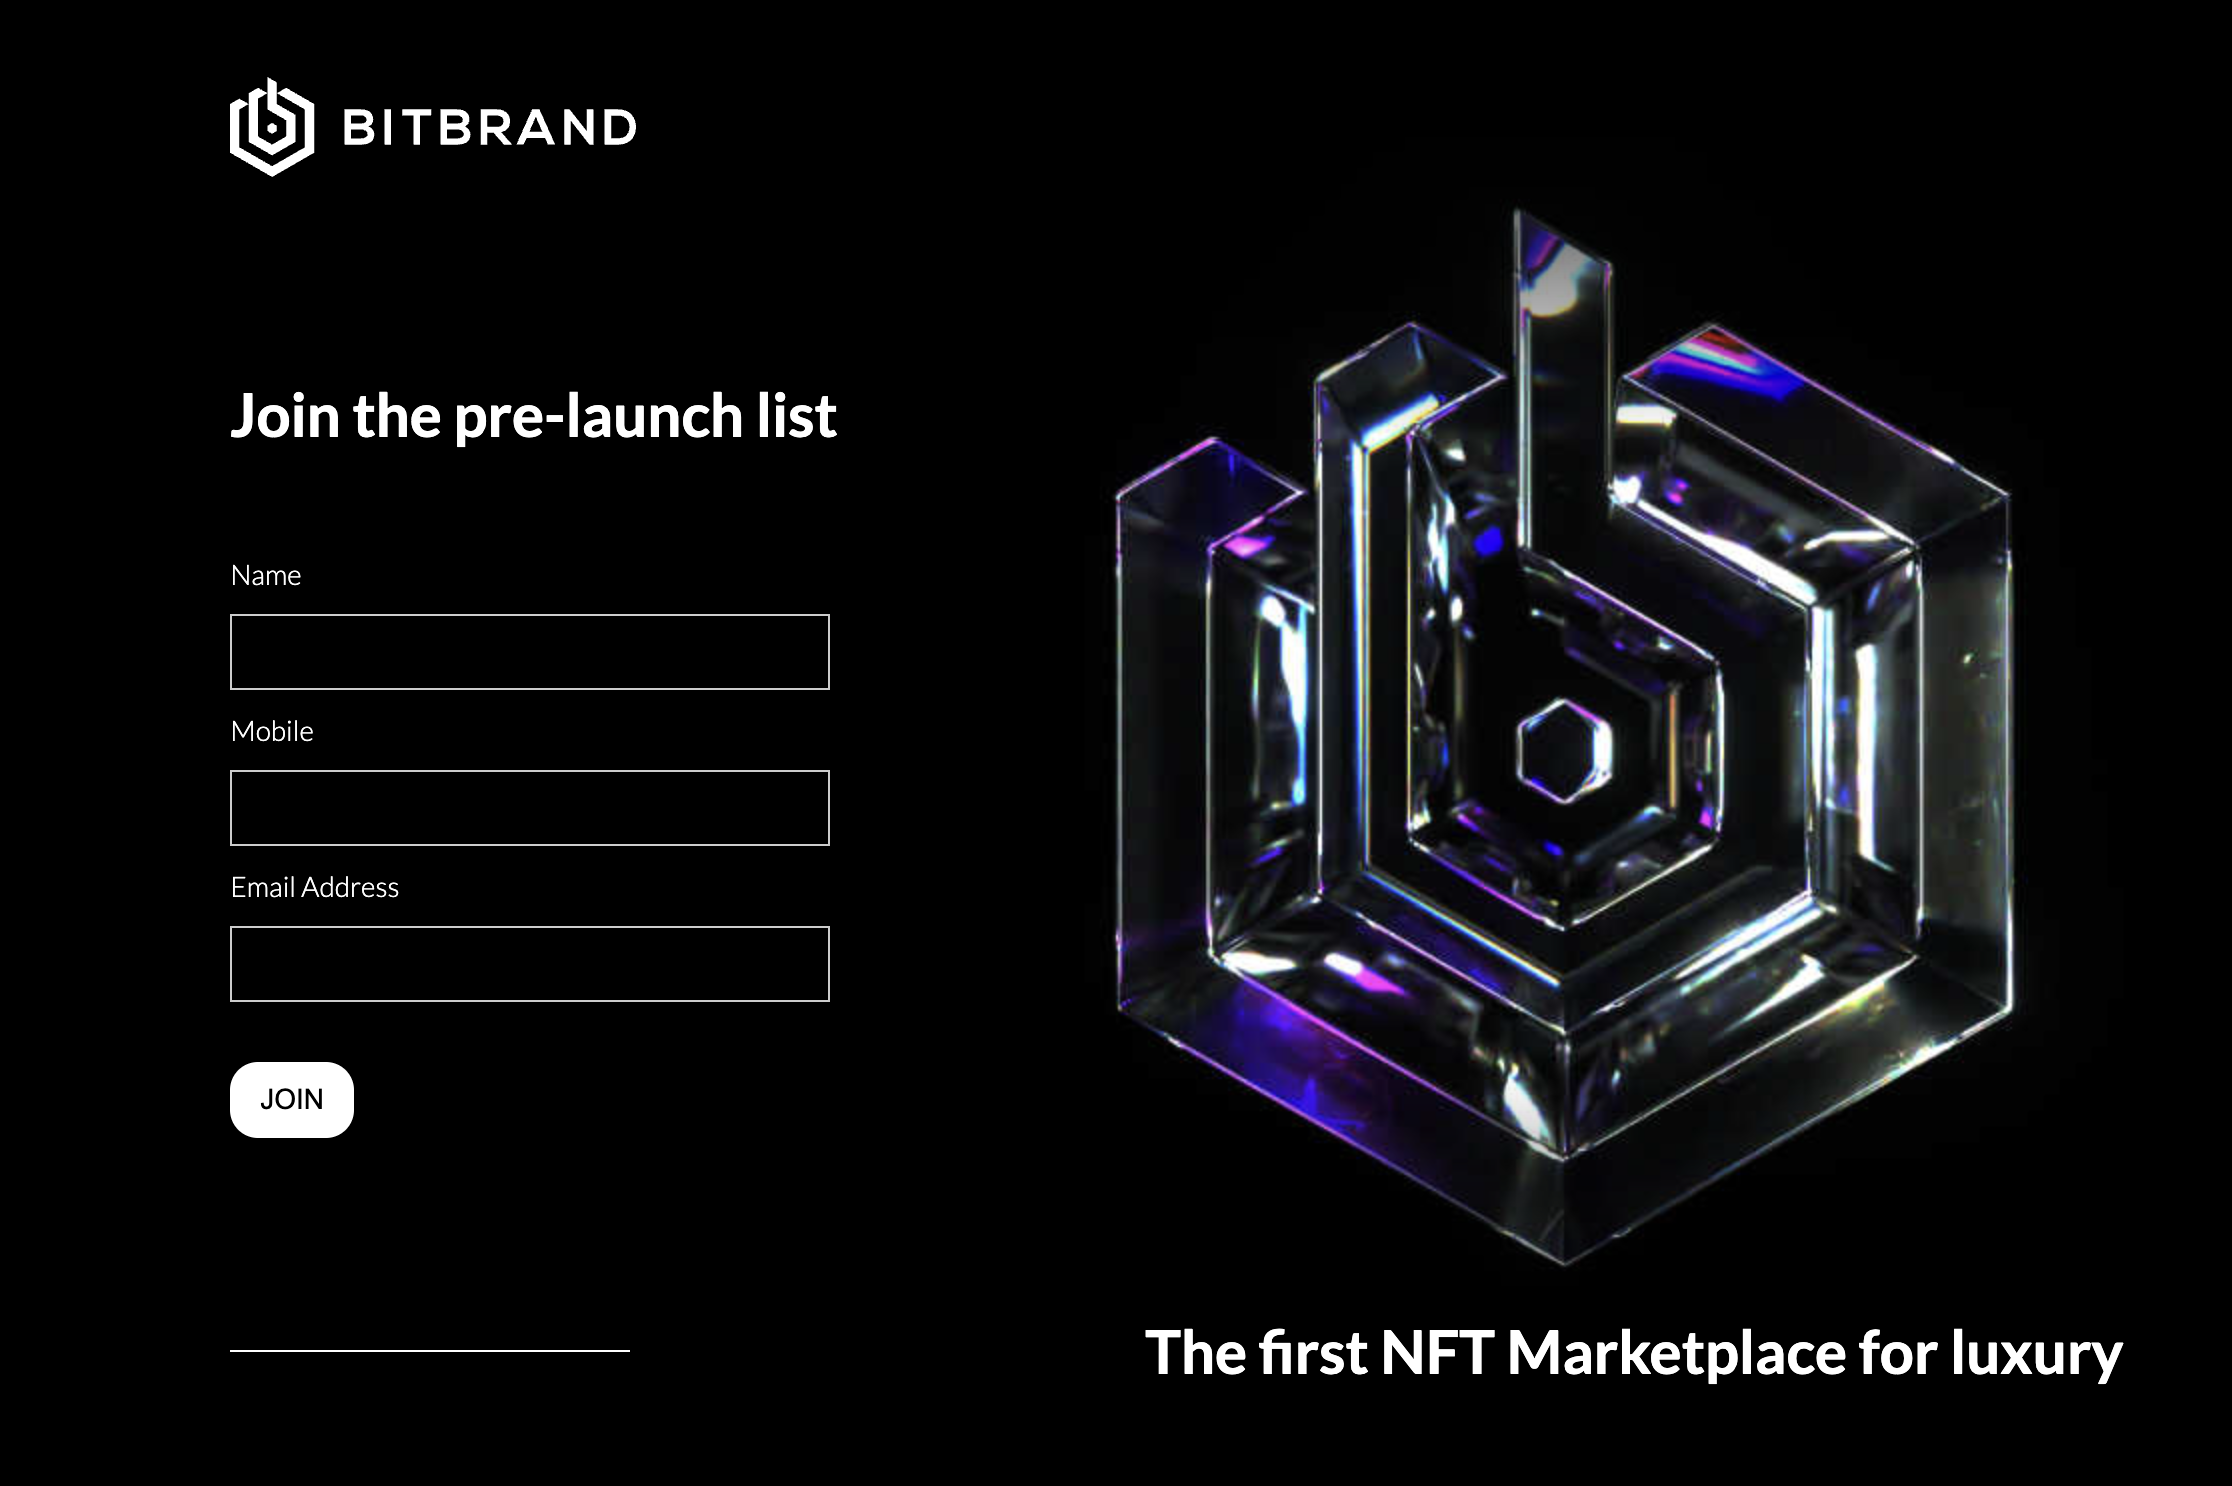 BITBRAND
Join the pre-launch list
Name
Mobile
Email Address
JOIN
The first NFT Marketplace for luxury